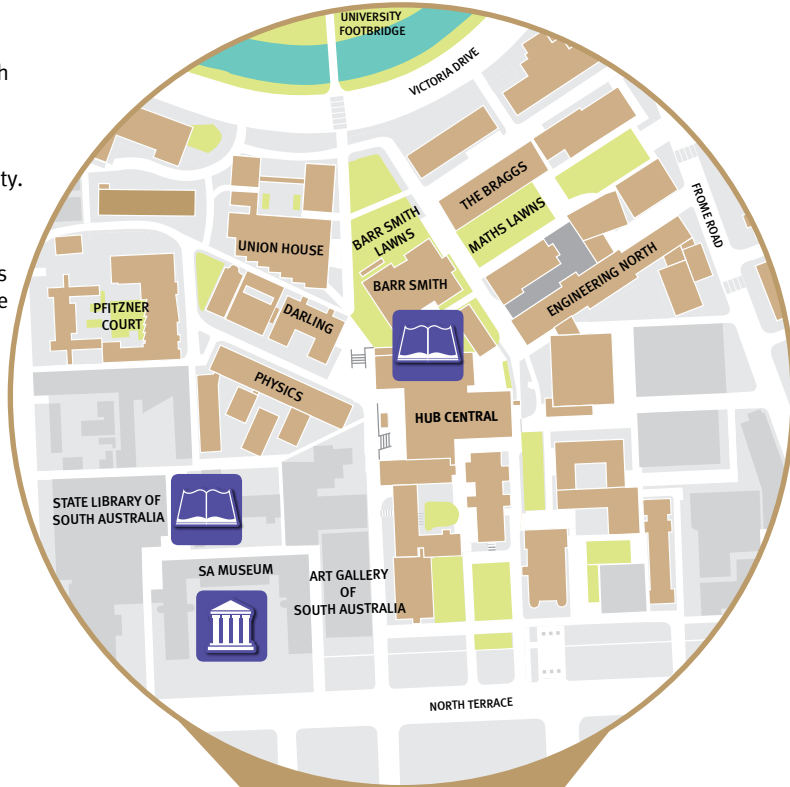 UNIVERSITY
FOOTBRIDGE
VICTORIA DRIVE
ty.
s
e
THE BRAGGS
MATHS LAWNS
FROME ROAD
BARR SMITH
LAWNS
UNION HOUSE
BARR SMITH
ENGINEERING NORTH
PFITZNER
COURT
DARLING
PHYSICS
HUB CENTRAL
STATE LIBRARY OF
SOUTH AUSTRALIA
SA MUSEUM
ART GALLERY
OF
SOUTH AUSTRALIA
NORTH TERRACE